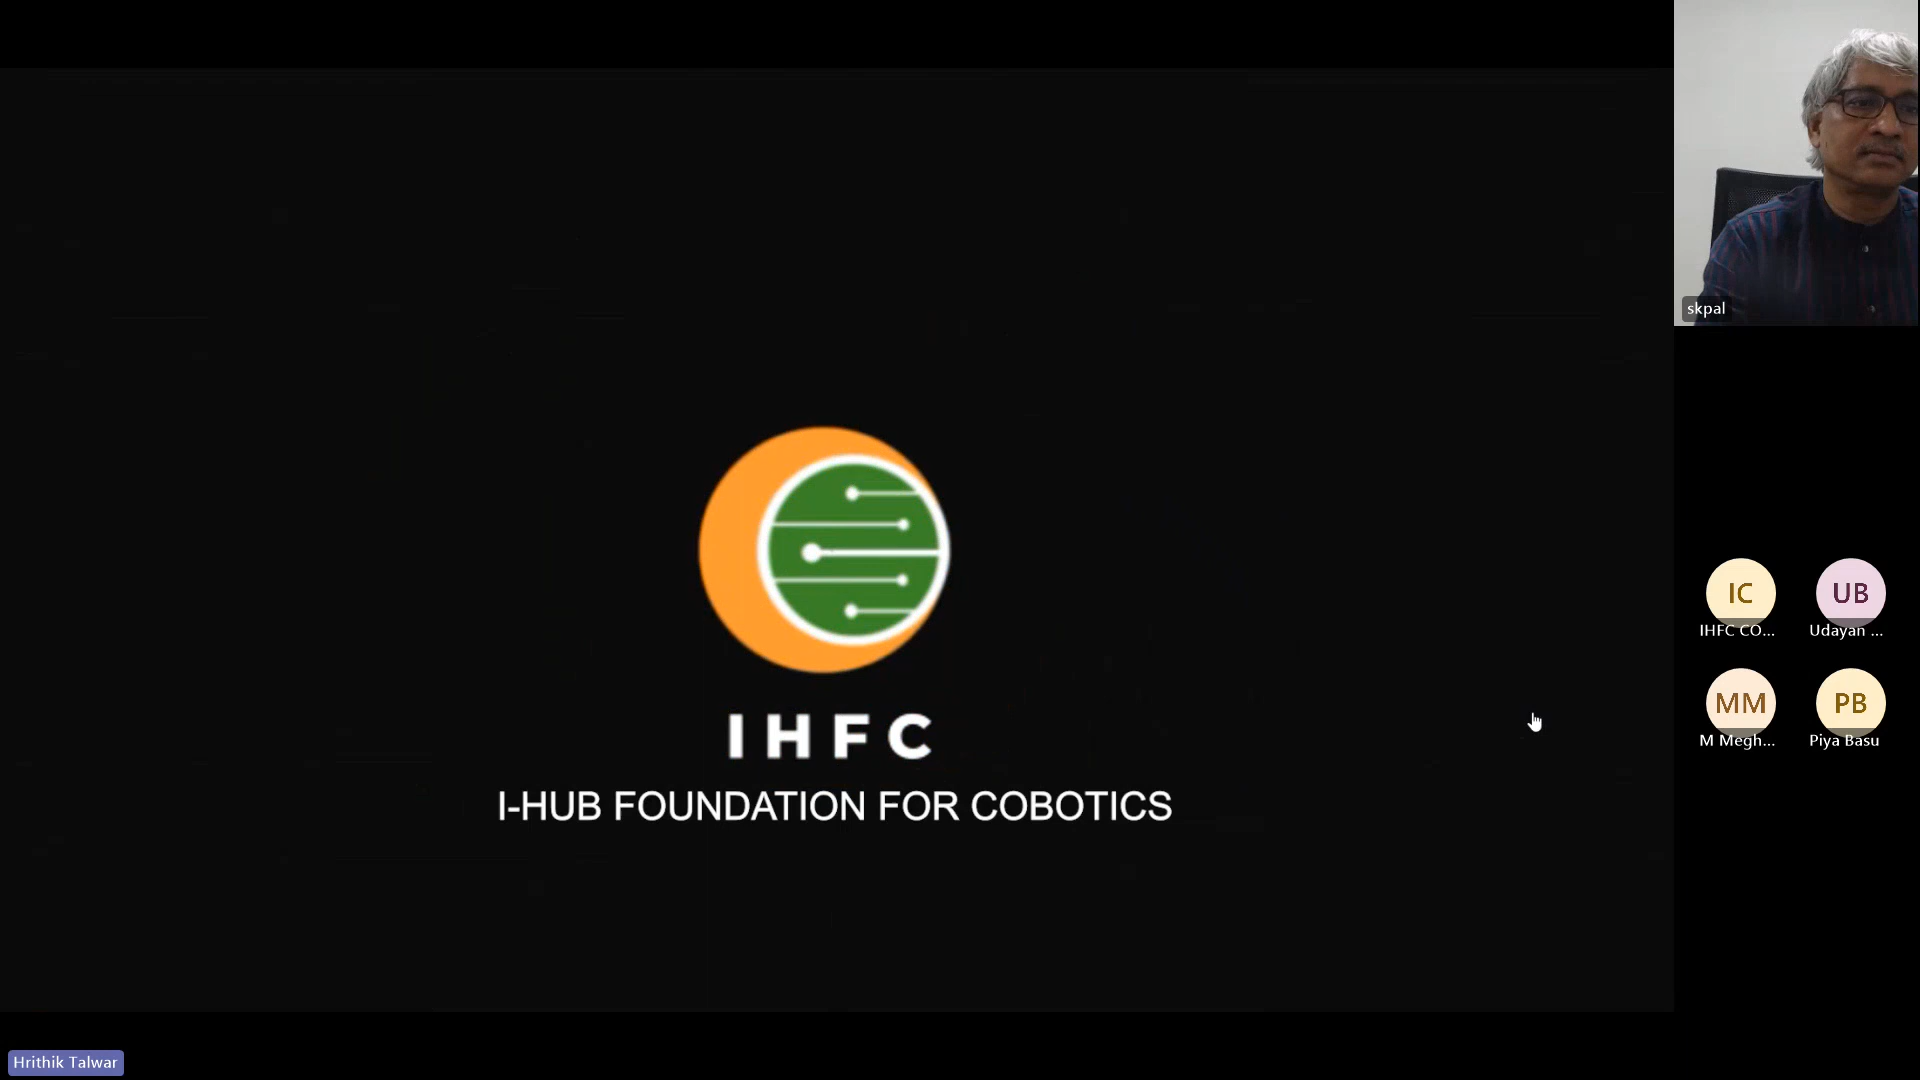 IHFC
I-HUB FOUNDATION FOR COBOTICS
skpal
IC
UB
IHFC CO...
Udayan ...
MM
PB
M Megh...
Piya Basu
Hrithik Talwar